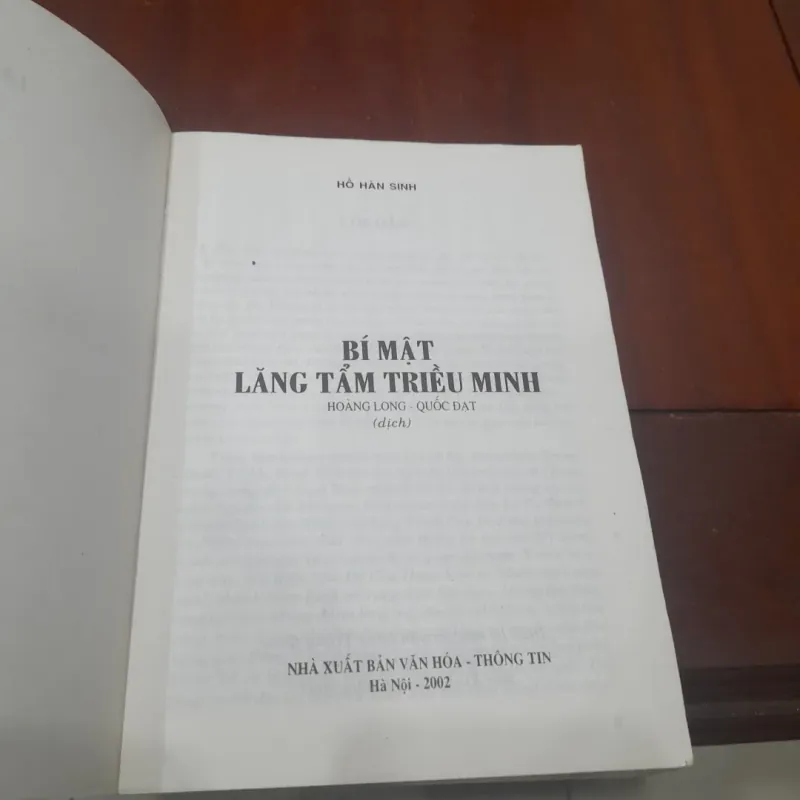 HỒ HÀN SINH
BÍ MẬT
LĂNG TẨM TRIỀU MINH
HOÀNG LONG - QUỐC ĐẠT
(dịch)
NHÀ XUẤT BẢN VĂN HÓA - THÔNG TIN
Hà Nội - 2002